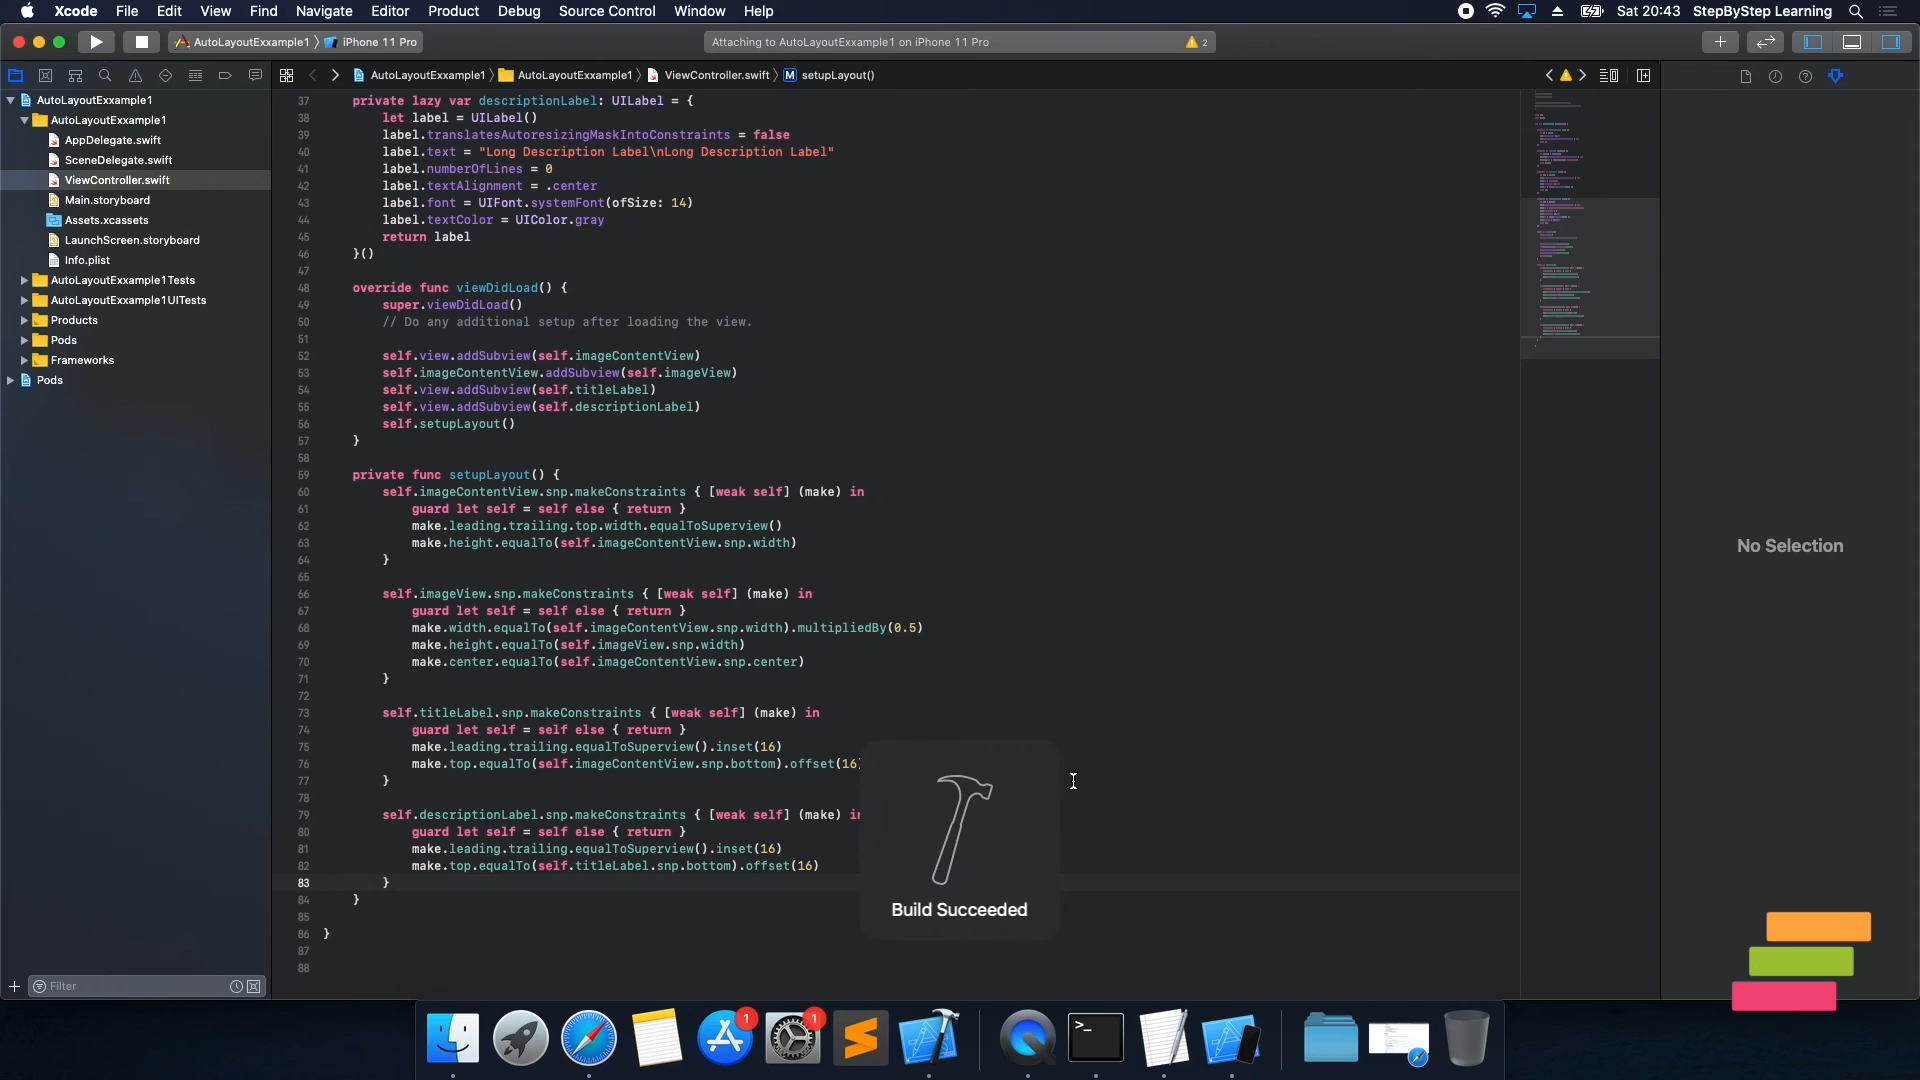 Xcode File Edit View Find Navigate Editor Product Debug Source Control Window Help
Sat 20:43 StepByStep Learning
AutoLayoutExxample1 iPhone 11 Pro
Attaching to AutoLayoutExxample1 on iPhone 11 Pro
2
AutoLayoutExxample1 AutoLayoutExxample1 ViewController.swift M setupLayout()
AutoLayoutExxample1
AutoLayoutExxample1
AppDelegate.swift
SceneDelegate.swift
ViewController.swift
Main.storyboard
Assets.xcassets
LaunchScreen.storyboard
Info.plist
AutoLayoutExxample1Tests
AutoLayoutExxample1UITests
Products
Pods
Frameworks
Pods
Filter
37 private lazy var descriptionLabel: UILabel = {
38 let label = UILabel()
39 label.translatesAutoresizingMaskIntoConstraints = false
40 label.text = "Long Description Label\nLong Description Label"
41 label.numberOfLines = 0
42 label.textAlignment = .center
43 label.font = UIFont.systemFont(ofSize: 14)
44 label.textColor = UIColor.gray
45 return label
46 }()
47
48 override func viewDidLoad() {
49 super.viewDidLoad()
50 // Do any additional setup after loading the view.
51
52 self.view.addSubview(self.imageContentView)
53 self.imageContentView.addSubview(self.imageView)
54 self.view.addSubview(self.titleLabel)
55 self.view.addSubview(self.descriptionLabel)
56 self.setupLayout()
57 }
58
59 private func setupLayout() {
60 self.imageContentView.snp.makeConstraints { [weak self] (make) in
61 guard let self = self else { return }
62 make.leading.trailing.top.width.equalToSuperview()
63 make.height.equalTo(self.imageContentView.snp.width)
64 }
65
66 self.imageView.snp.makeConstraints { [weak self] (make) in
67 guard let self = self else { return }
68 make.width.equalTo(self.imageContentView.snp.width).multipliedBy(0.5)
69 make.height.equalTo(self.imageView.snp.width)
70 make.center.equalTo(self.imageContentView.snp.center)
71 }
72
73 self.titleLabel.snp.makeConstraints { [weak self] (make) in
74 guard let self = self else { return }
75 make.leading.trailing.equalToSuperview().inset(16)
76 make.top.equalTo(self.imageContentView.snp.bottom).offset(16)
77 }
78
79 self.descriptionLabel.snp.makeConstraints { [weak self] (make) in
80 guard let self = self else { return }
81 make.leading.trailing.equalToSuperview().inset(16)
82 make.top.equalTo(self.titleLabel.snp.bottom).offset(16)
83 }
84 }
85
86 }
87
88
Build Succeeded
No Selection
1
1